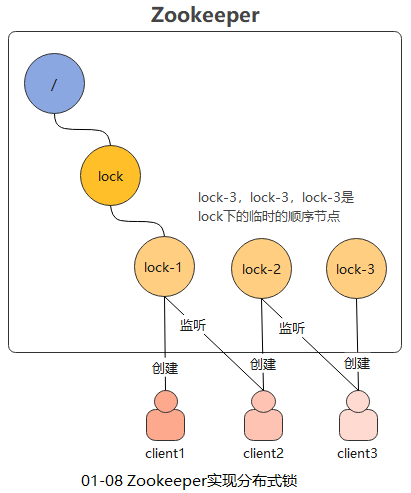 Zookeeper
/
lock
lock-3，lock-3，lock-3是
lock下的临时的顺序节点
lock-1
lock-2
lock-3
监听
监听
创建
创建
创建
client1
client2
client3
01-08 Zookeeper实现分布式锁